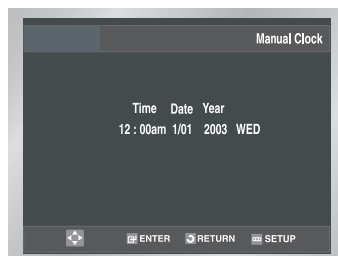 Manual Clock
Time Date Year
12 : 00am 1/01 2003 WED
ENTER RETURN SETUP